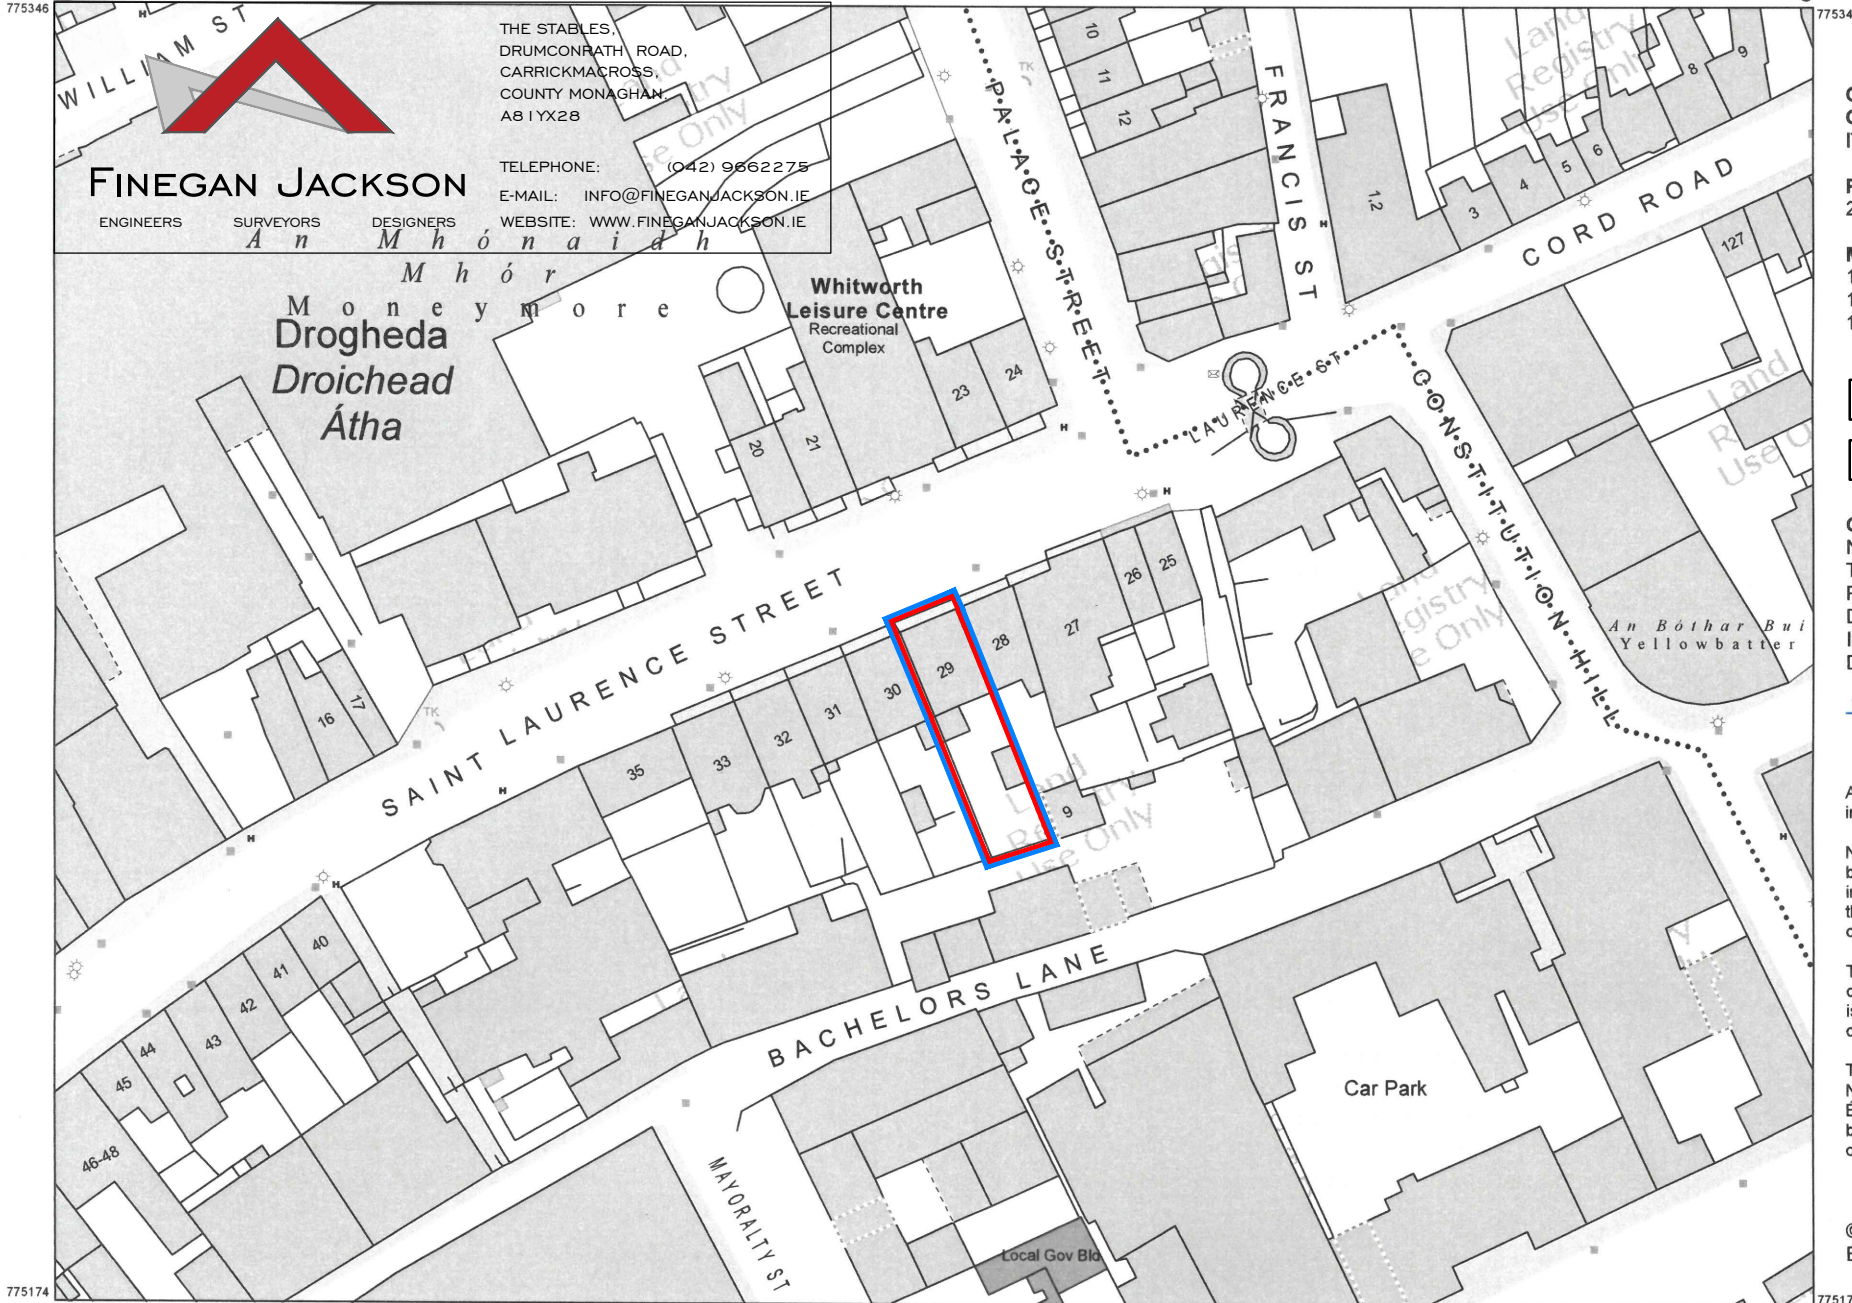 775346
WILLIAM ST
THE STABLES,
DRUMCONRATH ROAD,
CARRICKMACROSS,
COUNTY MONAGHAN.
A81YX28
FINEGAN JACKSON
ENGINEERS SURVEYORS DESIGNERS
TELEPHONE: (042) 9662275
E-MAIL: INFO@FINEGANJACKSON.IE
WEBSITE: WWW.FINEGANJACKSON.IE
An Mhónaidh
Mhór
Moneymore
Drogheda
Droichead
Átha
Whitworth
Leisure Centre
Recreational
Complex
PALACE STREET
10
11
12
FRANCIS ST
1,2
3
4
5
6
8
9
Land
Registry
Use Only
CORD ROAD
127
LAURENCE ST
CONSTITUTION HILL
20
21
23
24
H
TK
SAINT LAURENCE STREET
16
17
25
26
27
28
29
30
31
32
33
35
9
An Bóthar Bui
Yellowbatter
40
41
42
43
44
45
46-48
BACHELORS LANE
MAYORALTY ST
Car Park
Local Gov Bld
775174